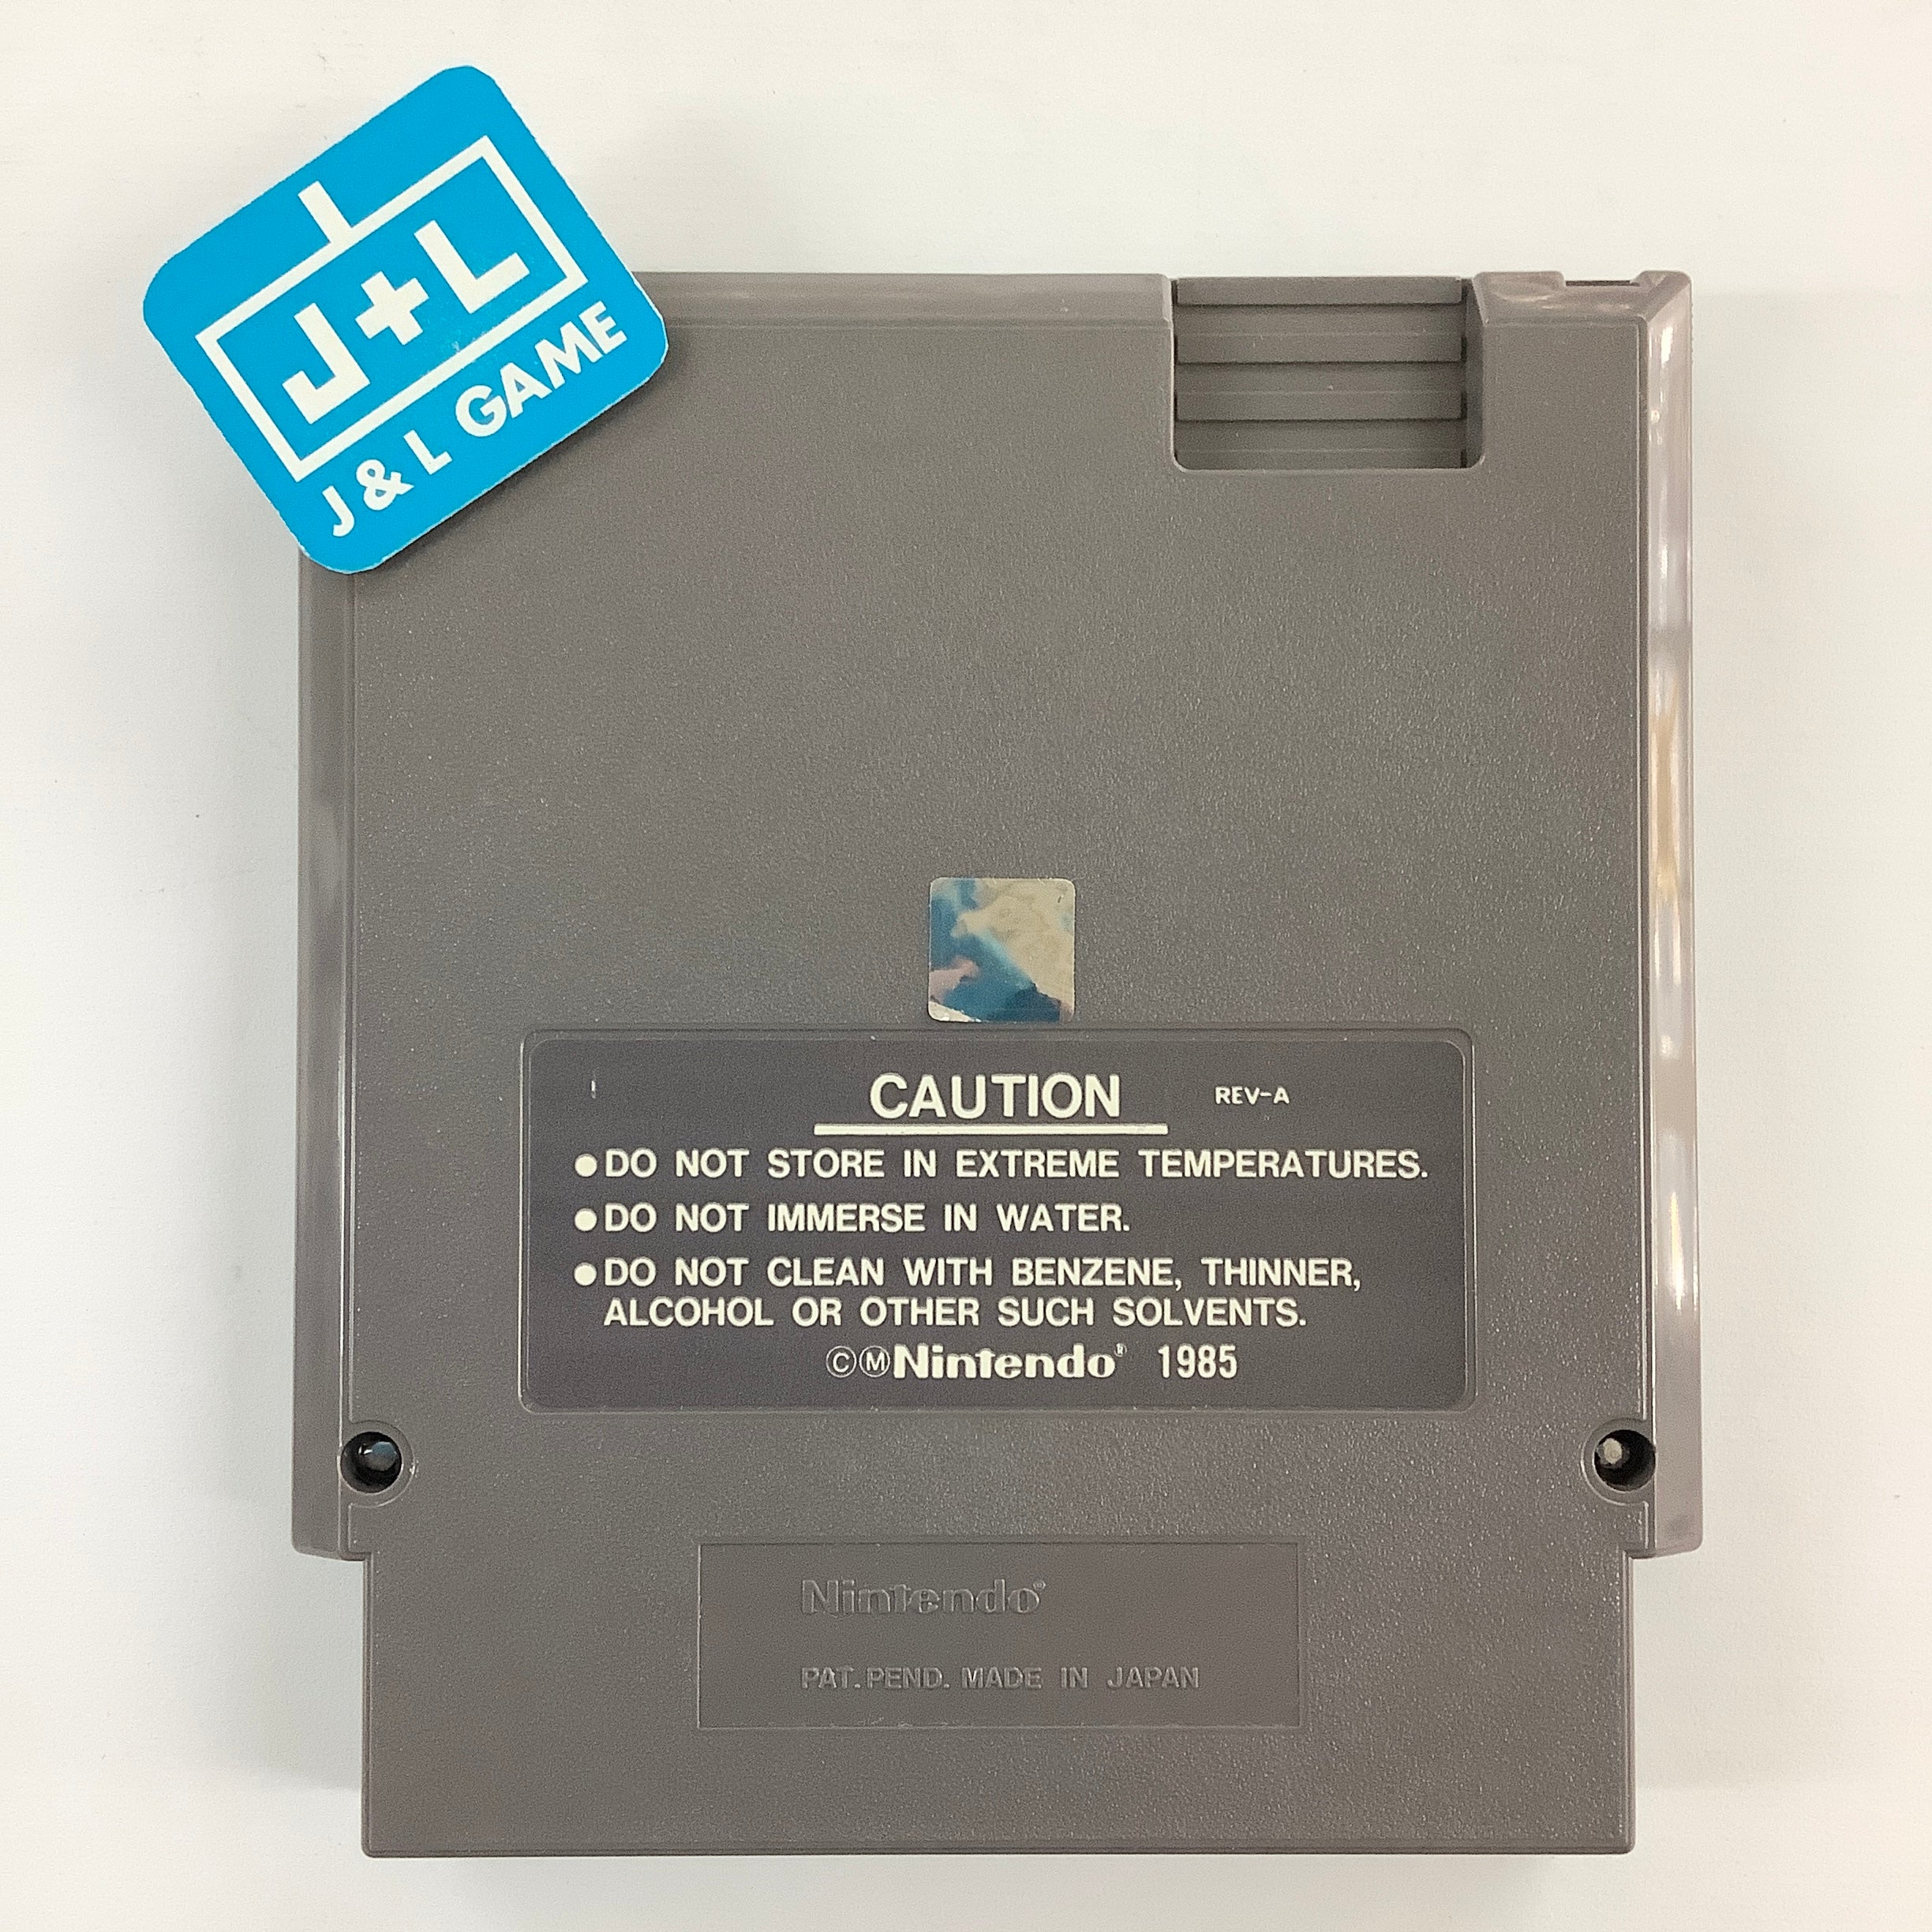 J+L
J & L GAME
CAUTION REV-A
●DO NOT STORE IN EXTREME TEMPERATURES.
●DO NOT IMMERSE IN WATER.
●DO NOT CLEAN WITH BENZENE, THINNER,
ALCOHOL OR OTHER SUCH SOLVENTS.
©ⓂNintendo® 1985
Nintendo®
PAT. PEND. MADE IN JAPAN